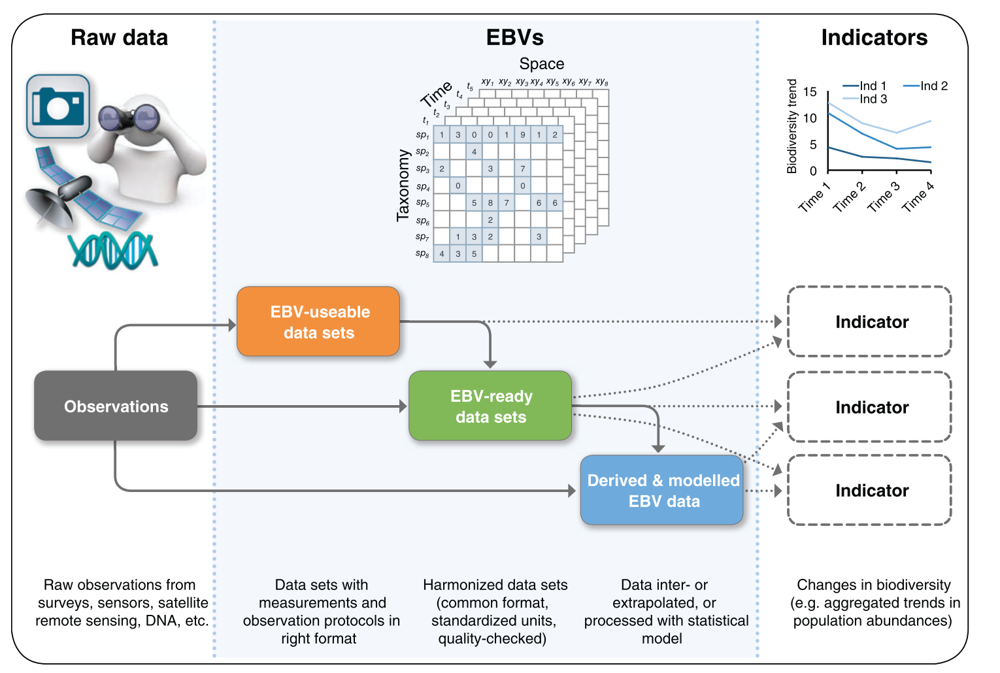 Raw data
EBVs
Indicators
Space
Time
Taxonomy
xy1 xy2 xy3 xy4 xy5 xy6 xy7 xy8
t5
t4
t3
t2
t1
sp1 1 3 0 0 1 9 1 2
sp2 4
sp3 2 3 7
sp4 0 0
sp5 5 8 7 6 6
sp6 2
sp7 1 3 2 3
sp8 4 3 5
Biodiversity trend
Ind 1 Ind 2
Ind 3
15
10
5
0
Time 1 Time 2 Time 3 Time 4
EBV-useable
data sets
Indicator
Observations
EBV-ready
data sets
Indicator
Derived & modelled
EBV data
Indicator
Raw observations from
surveys, sensors, satellite
remote sensing, DNA, etc.
Data sets with
measurements and
observation protocols in
right format
Harmonized data sets
(common format,
standardized units,
quality-checked)
Data inter- or
extrapolated, or
processed with statistical
model
Changes in biodiversity
(e.g. aggregated trends in
population abundances)